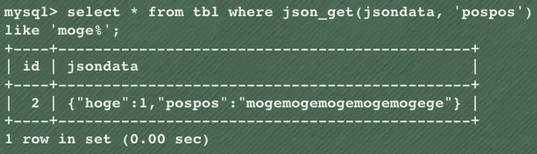 mysql> select * from tbl where json_get(jsondata, 'pospos')
like 'moge%';
+----+------------------------------------------+
| id | jsondata                                 |
+----+------------------------------------------+
|  2 | {"hoge":1,"pospos":"mogemogemogemogemogege"} |
+----+------------------------------------------+
1 row in set (0.00 sec)